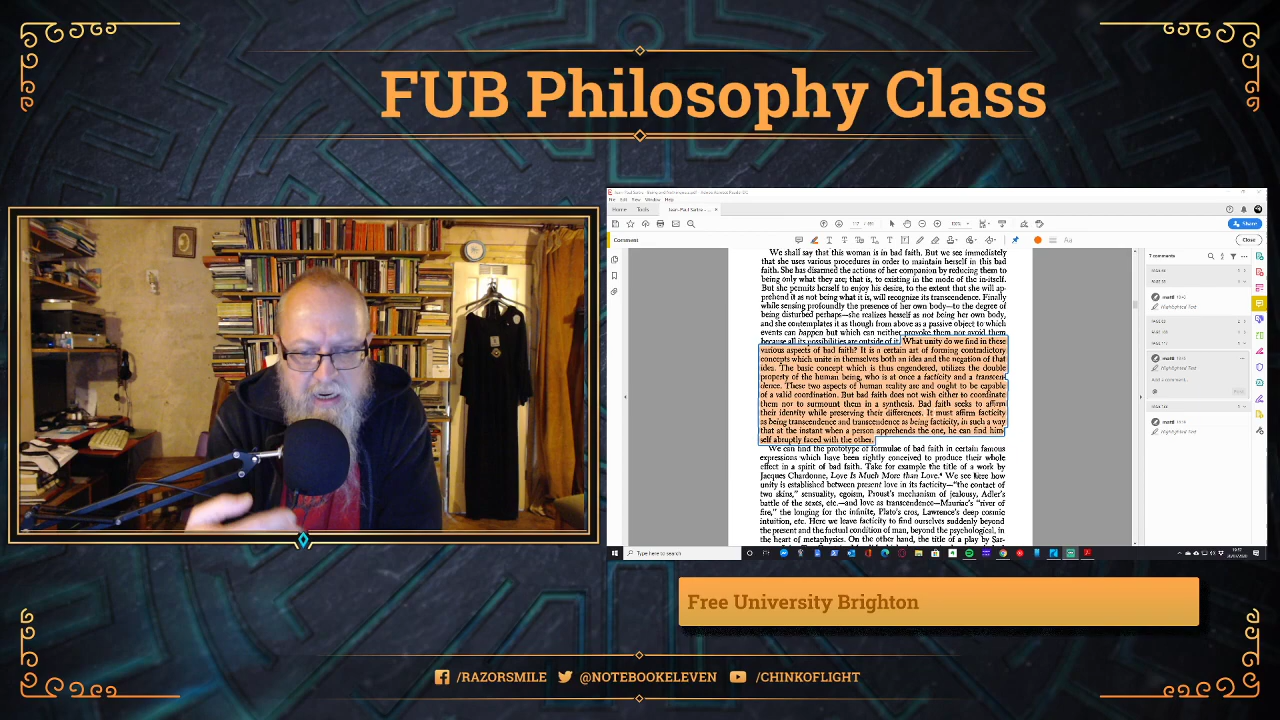 FUB Philosophy Class
Home Tools
Share
Comment
Close
We shall say that this woman is in bad faith. But we see immediately
that she uses various procedures in order to maintain herself in this bad
faith. She has disarmed the actions of her companion by reducing them to
being only what they are; that is, to existing in the mode of the in-itself.
But she permits herself to enjoy his desire, to the extent that she will ap-
prehend it as not being what it is, will recognize its transcendence. Finally
while sensing profoundly the presence of her own body—to the degree of
being disturbed perhaps—she realizes herself as not being her own body,
and she contemplates it as though from above as a passive object to which
events can happen but which can neither provoke them nor avoid them
because all its possibilities are outside of it. What unity do we find in these
various aspects of bad faith? It is a certain art of forming contradictory
concepts which unite in themselves both an idea and the negation of that
idea. The basic concept which is thus engendered, utilizes the double
property of the human being, who is at once a facticity and a transcen-
dence. These two aspects of human reality are and ought to be capable
of a valid coordination. But bad faith does not wish either to coordinate
them nor to surmount them in a synthesis. Bad faith seeks to affirm
their identity while preserving their differences. It must affirm facticity
as being transcendence and transcendence as being facticity, in such a way
that at the instant when a person apprehends the one, he can find him-
self abruptly faced with the other.
We can find the prototype of formulae of bad faith in certain famous
expressions which have been rightly conceived to produce their whole
effect in a spirit of bad faith. Take for example the title of a work by
Jacques Chardonne, Love Is Much More than Love. We see here how
unity is established between present love in its facticity—"the contact of
two skins," sensuality, egoism, Proust's mechanism of jealousy, Adler's
battle of the sexes, etc.—and love as transcendence—Mauriac's "river of
fire," the longing for the infinite, Plato's eros, Lawrence's deep cosmic
intuition, etc. Here we leave facticity to find ourselves suddenly beyond
the present and the factual condition of man, beyond the psychological, in
the heart of metaphysics. On the other hand, the title of a play by Sar-
7 comments
Highlighted Text
Highlighted Text
Highlighted Text
Type here to search
Free University Brighton
/RAZORSMILE @NOTEBOOKELEVEN /CHINKOFLIGHT